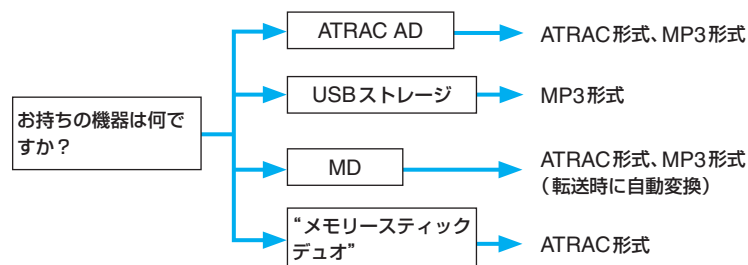 お持ちの機器は何で
すか？
ATRAC AD
ATRAC形式、MP3形式
USBストレージ
MP3形式
MD
ATRAC形式、MP3形式
（転送時に自動変換）
“メモリースティック
デュオ”
ATRAC形式